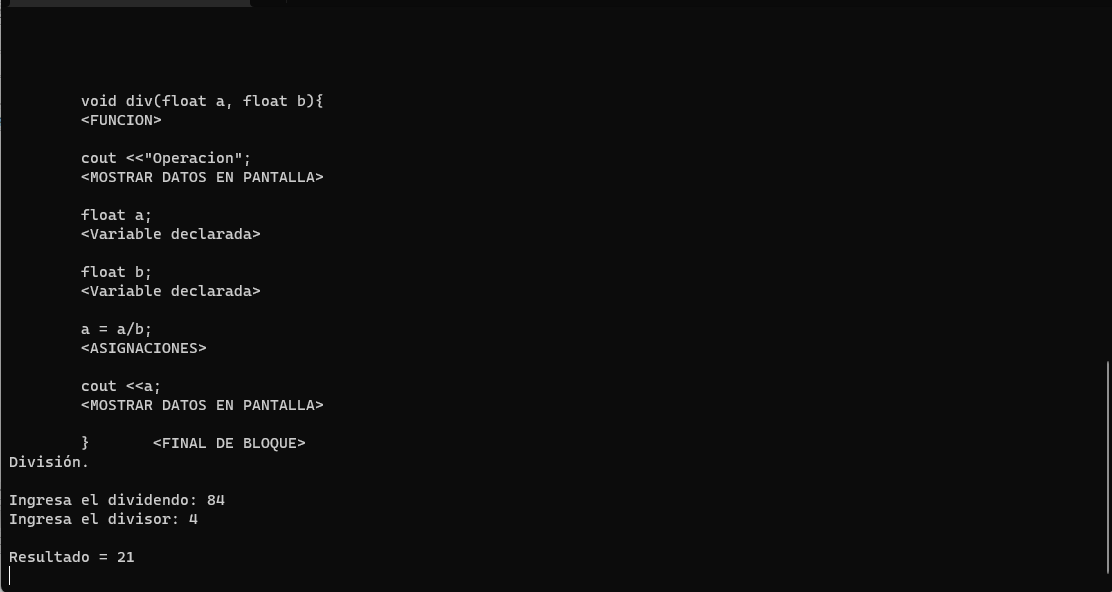 void div(float a, float b){
<FUNCION>
cout <<"Operacion";
<MOSTRAR DATOS EN PANTALLA>
float a;
<Variable declarada>
float b;
<Variable declarada>
a = a/b;
<ASIGNACIONES>
cout <<a;
<MOSTRAR DATOS EN PANTALLA>
} <FINAL DE BLOQUE>
División.
Ingresa el dividendo: 84
Ingresa el divisor: 4
Resultado = 21